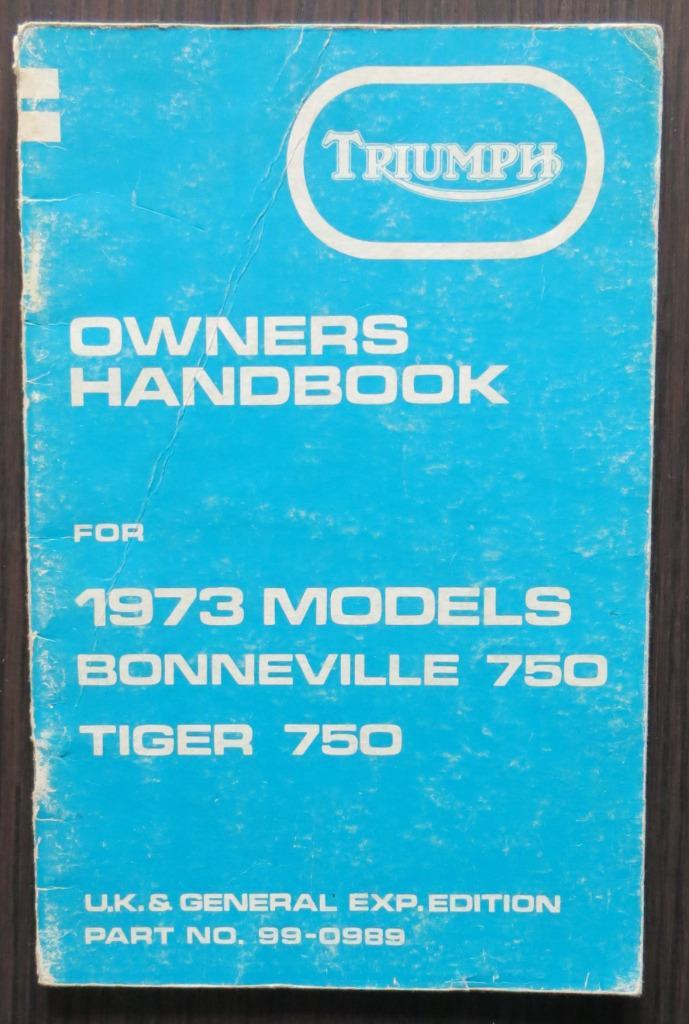 TRIUMPH
OWNERS
HANDBOOK
FOR
1973 MODELS
BONNEVILLE 750
TIGER 750
U.K. & GENERAL EXP. EDITION
PART NO. 99-0989